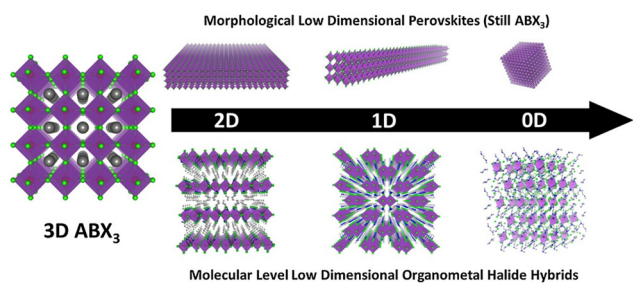 Morphological Low Dimensional Perovskites (Still ABX₃)
2D 1D 0D
3D ABX₃
Molecular Level Low Dimensional Organometal Halide Hybrids